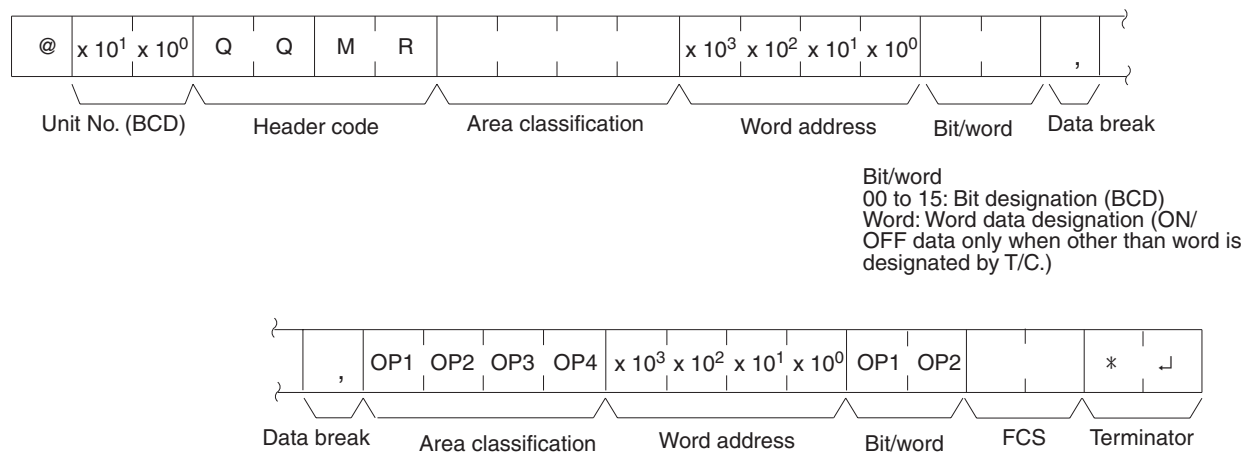 @ x 10¹ x 10⁰ Q Q M R x 10³ x 10² x 10¹ x 10⁰ ,
Unit No. (BCD) Header code Area classification Word address Bit/word Data break
Bit/word
00 to 15: Bit designation (BCD)
Word: Word data designation (ON/
OFF data only when other than word is
designated by T/C.)
, OP1 OP2 OP3 OP4 x 10³ x 10² x 10¹ x 10⁰ OP1 OP2 * ↵
Data break Area classification Word address Bit/word FCS Terminator